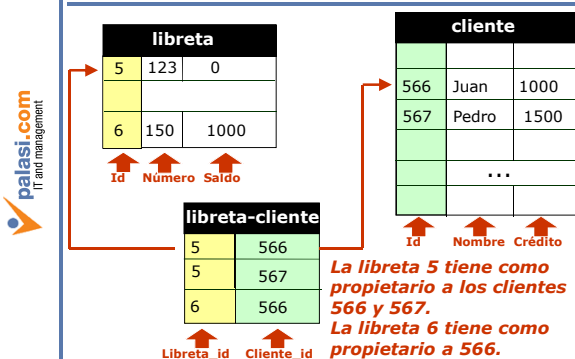 palasi.com
IT and management
libreta
5 123 0
6 150 1000
Id Número Saldo
cliente
566 Juan 1000
567 Pedro 1500
...
Id Nombre Crédito
libreta-cliente
5 566
5 567
6 566
Libreta_id Cliente_id
La libreta 5 tiene como
propietario a los clientes
566 y 567.
La libreta 6 tiene como
propietario a 566.